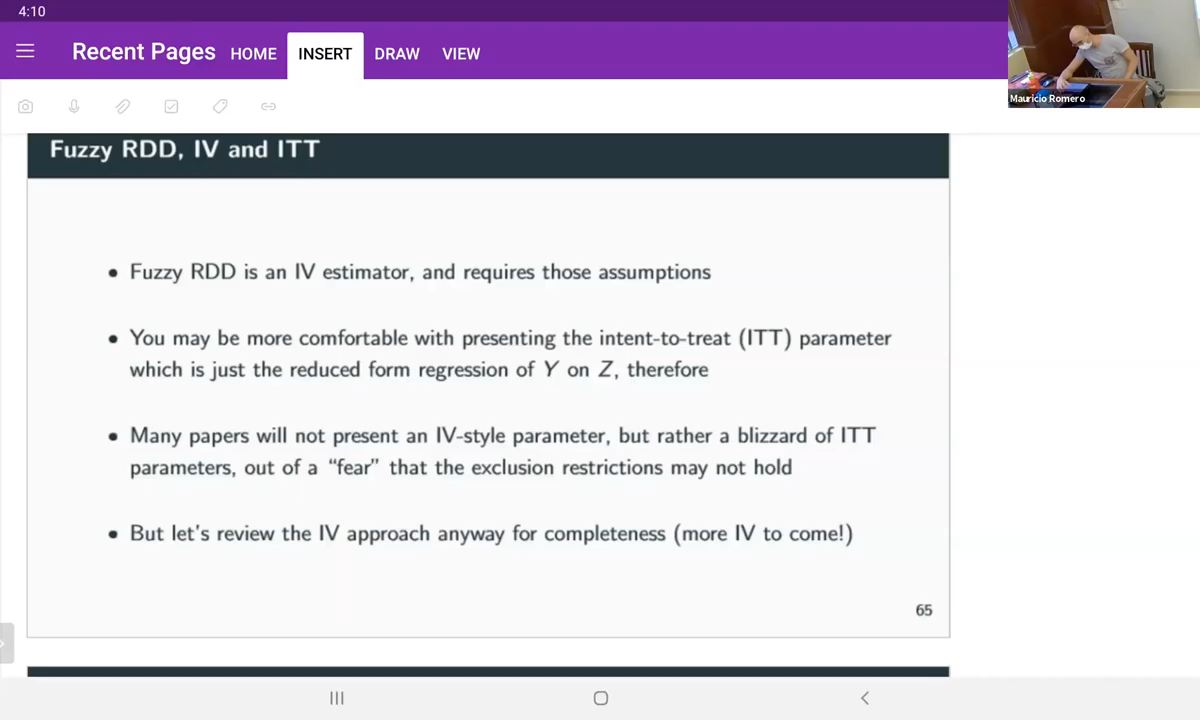 4:10
Recent Pages HOME INSERT DRAW VIEW
Mauricio Romero
Fuzzy RDD, IV and ITT
• Fuzzy RDD is an IV estimator, and requires those assumptions
• You may be more comfortable with presenting the intent-to-treat (ITT) parameter
which is just the reduced form regression of Y on Z, therefore
• Many papers will not present an IV-style parameter, but rather a blizzard of ITT
parameters, out of a “fear” that the exclusion restrictions may not hold
• But let's review the IV approach anyway for completeness (more IV to come!)
65